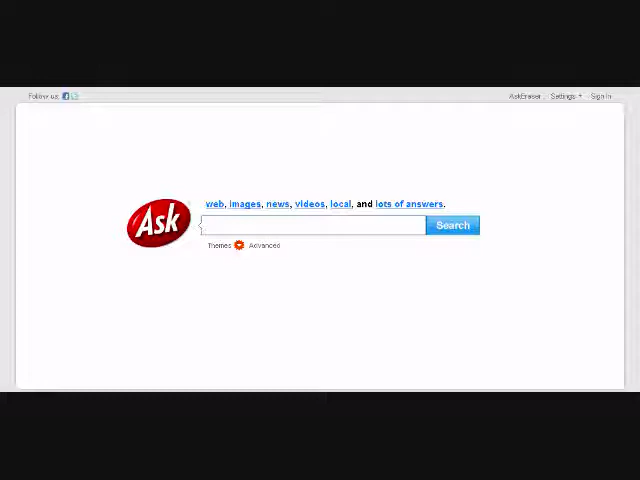 Follow us:
AskEraser Settings Sign In
web, images, news, videos, local, and lots of answers.
Ask
Search
Themes Advanced